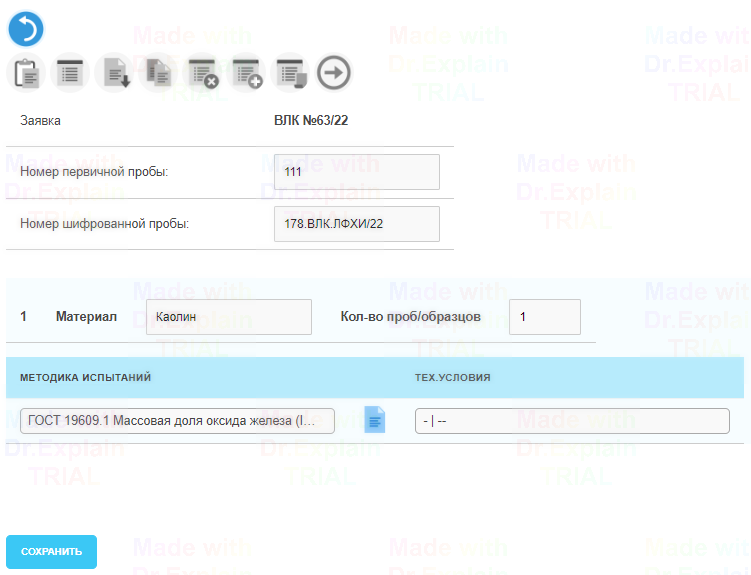 Заявка ВЛК №63/22
Номер первичной пробы: 111
Номер шифрованной пробы: 178.ВЛК.ЛФХИ/22
1 Материал Каолин Кол-во проб/образцов 1
МЕТОДИКА ИСПЫТАНИЙ ТЕХ.УСЛОВИЯ
ГОСТ 19609.1 Массовая доля оксида железа (I... - | --
СОХРАНИТЬ
Made with
Dr.Explain
TRIAL